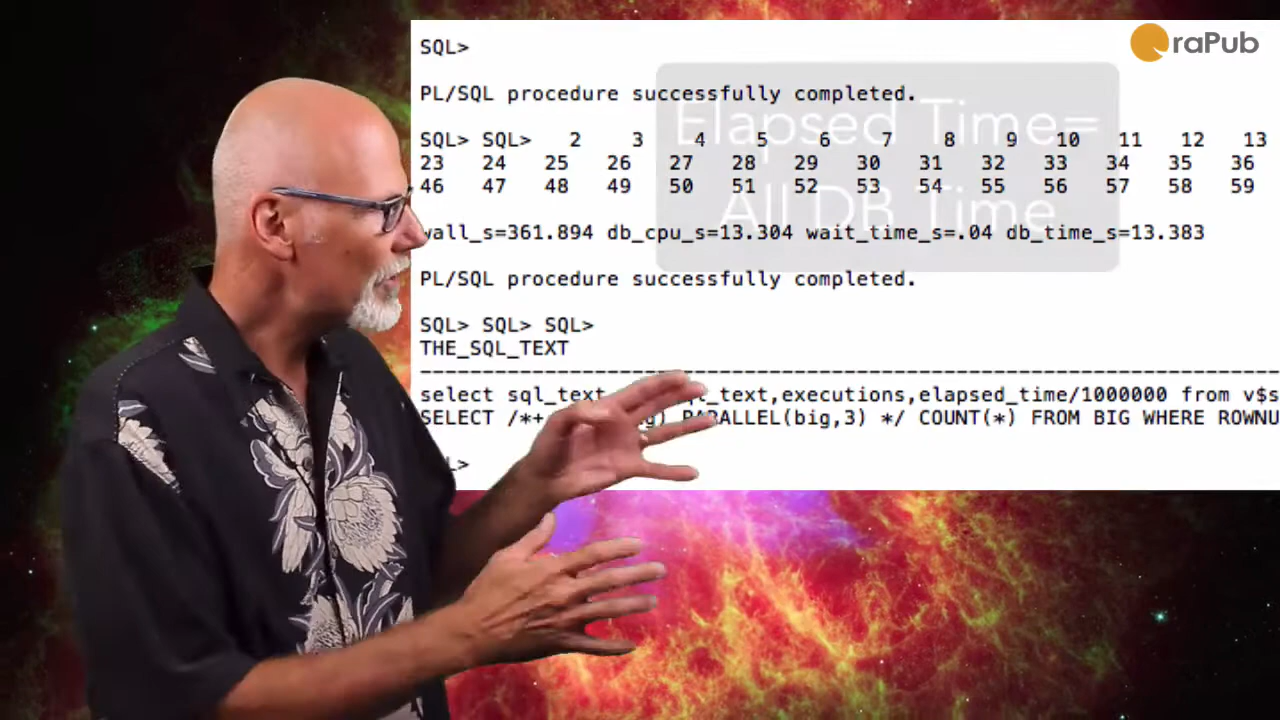 SQL>
OraPub
PL/SQL procedure successfully completed.
Elapsed Time=
SQL> SQL> 2 3 4 5 6 7 8 9 10 11 12 13
23 24 25 26 27 28 29 30 31 32 33 34 35 36
46 47 48 49 50 51 52 53 54 55 56 57 58 59
All DB Time
wall_s=361.894 db_cpu_s=13.304 wait_time_s=.04 db_time_s=13.383
PL/SQL procedure successfully completed.
SQL> SQL> SQL>
THE_SQL_TEXT
select sql_text,executions,elapsed_time/1000000 from v$s
SELECT /*+ PARALLEL(big,3) */ COUNT(*) FROM BIG WHERE ROWNU